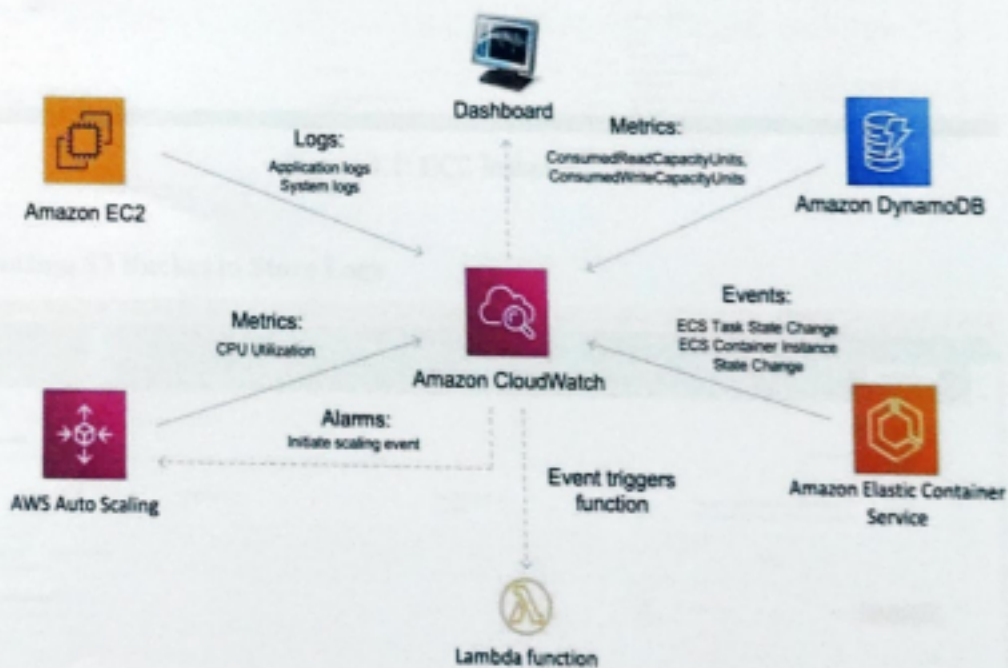 Dashboard
Logs:
Application logs
System logs
Metrics:
ConsumedReadCapacityUnits,
ConsumedWriteCapacityUnits
Amazon EC2
Amazon DynamoDB
Metrics:
CPU Utilization
Events:
ECS Task State Change
ECS Container Instance
State Change
Amazon CloudWatch
Alarms:
Initiate scaling event
AWS Auto Scaling
Event triggers
function
Amazon Elastic Container
Service
Lambda function